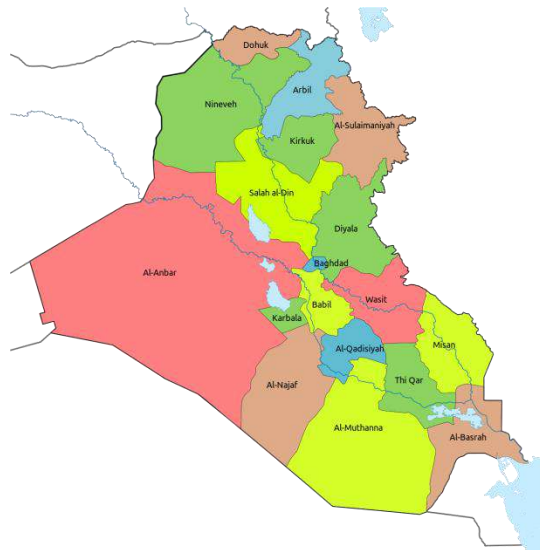 Dohuk
Arbil
Nineveh
Al-Sulaimaniyah
Kirkuk
Salah al-Din
Diyala
Baghdad
Al-Anbar
Wasit
Babil
Karbala
Misan
Al-Qadisiyah
Thi Qar
Al-Najaf
Al-Muthanna
Al-Basrah